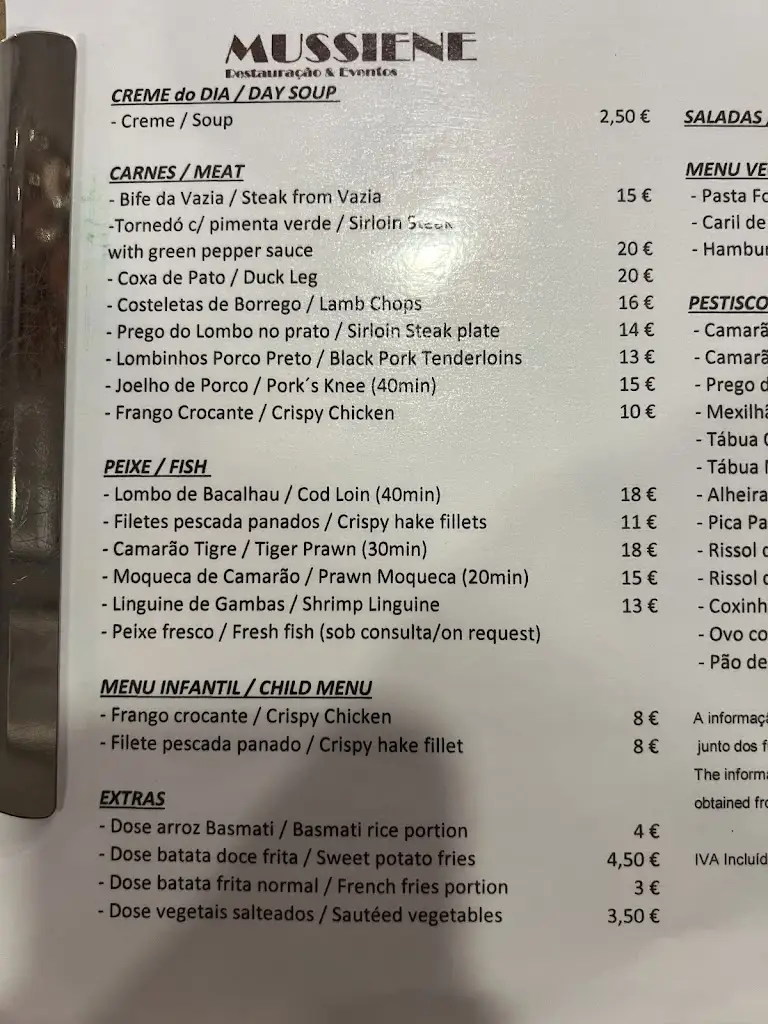 MUSSIENE
Restauração & Eventos
CREME do DIA / DAY SOUP
- Creme / Soup 2,50 €
CARNES / MEAT
- Bife da Vazia / Steak from Vazia 15 €
-Tornedó c/ pimenta verde / Sirloin Steak
with green pepper sauce 20 €
- Coxa de Pato / Duck Leg 20 €
- Costeletas de Borrego / Lamb Chops 16 €
- Prego do Lombo no prato / Sirloin Steak plate 14 €
- Lombinhos Porco Preto / Black Pork Tenderloins 13 €
- Joelho de Porco / Pork´s Knee (40min) 15 €
- Frango Crocante / Crispy Chicken 10 €
PEIXE / FISH
- Lombo de Bacalhau / Cod Loin (40min) 18 €
- Filetes pescada panados / Crispy hake fillets 11 €
- Camarão Tigre / Tiger Prawn (30min) 18 €
- Moqueca de Camarão / Prawn Moqueca (20min) 15 €
- Linguine de Gambas / Shrimp Linguine 13 €
- Peixe fresco / Fresh fish (sob consulta/on request)
MENU INFANTIL / CHILD MENU
- Frango crocante / Crispy Chicken 8 €
- Filete pescada panado / Crispy hake fillet 8 €
EXTRAS
- Dose arroz Basmati / Basmati rice portion 4 €
- Dose batata doce frita / Sweet potato fries 4,50 €
- Dose batata frita normal / French fries portion 3 €
- Dose vegetais salteados / Sautéed vegetables 3,50 €
SALADAS /
MENU VE
- Pasta Fo
- Caril de
- Hambur
PESTISCO
- Camarã
- Camarã
- Prego d
- Mexilhã
- Tábua
- Tábua
- Alheira
- Pica Pa
- Rissol d
- Rissol d
- Coxinh
- Ovo co
- Pão de
A informaçã
junto dos f
The informa
obtained fro
IVA Incluíd